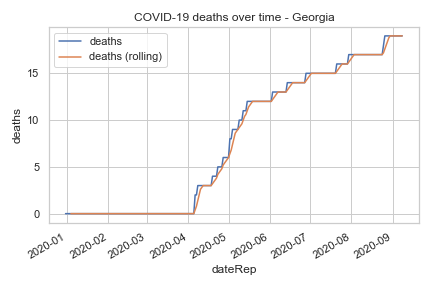 COVID-19 deaths over time - Georgia
deaths
deaths (rolling)
deaths
15
10
5
0
2020-01
2020-02
2020-03
2020-04
2020-05
2020-06
2020-07
2020-08
2020-09
dateRep